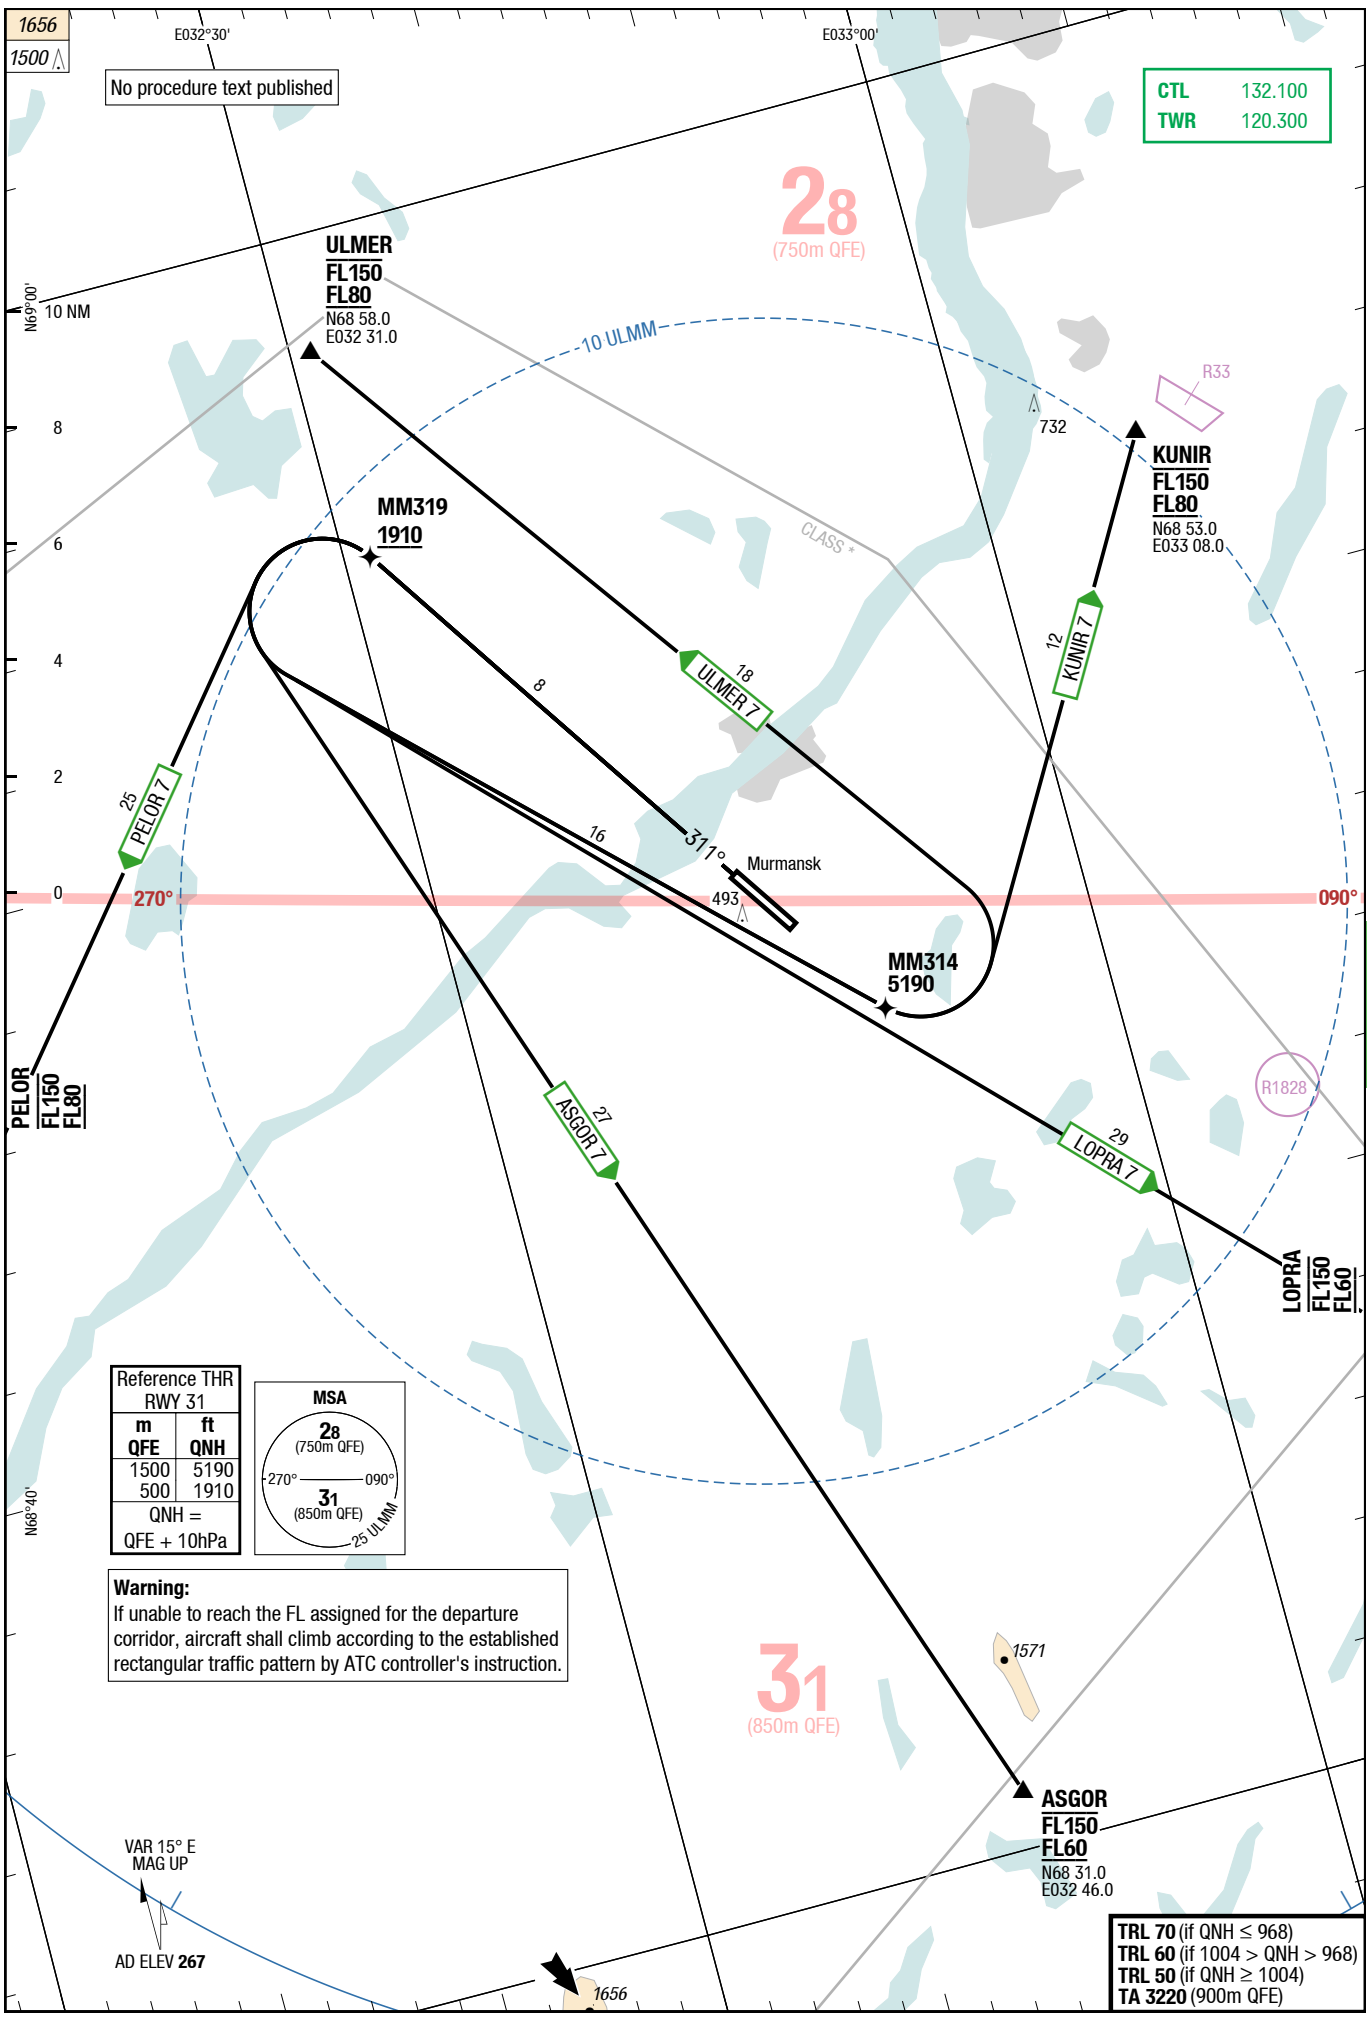 1656
1500
E032°30'
E033°00'
No procedure text published
CTL 132.100
TWR 120.300
28
(750m QFE)
ULMER
FL150
FL80
N68 58.0
E032 31.0
N69°00'
10 NM
10 ULMM
R33
732
8
KUNIR
FL150
FL80
N68 53.0
E033 08.0
MM319
1910
CLASS *
6
12
KUNIR 7
4
8
18
ULMER 7
2
25
PELOR 7
16
311°
Murmansk
0
270°
493
090°
MM314
5190
PELOR
FL150
FL80
R1828
27
ASGOR 7
29
LOPRA 7
LOPRA
FL150
FL60
Reference THR
RWY 31
m ft
QFE QNH
1500 5190
500 1910
QNH =
QFE + 10hPa
MSA
28
(750m QFE)
270° 090°
31
(850m QFE)
25 ULMM
N68°40'
Warning:
If unable to reach the FL assigned for the departure
corridor, aircraft shall climb according to the established
rectangular traffic pattern by ATC controller's instruction.
31
(850m QFE)
1571
ASGOR
FL150
FL60
N68 31.0
E032 46.0
VAR 15° E
MAG UP
AD ELEV 267
1656
TRL 70 (if QNH ≤ 968)
TRL 60 (if 1004 > QNH > 968)
TRL 50 (if QNH ≥ 1004)
TA 3220 (900m QFE)